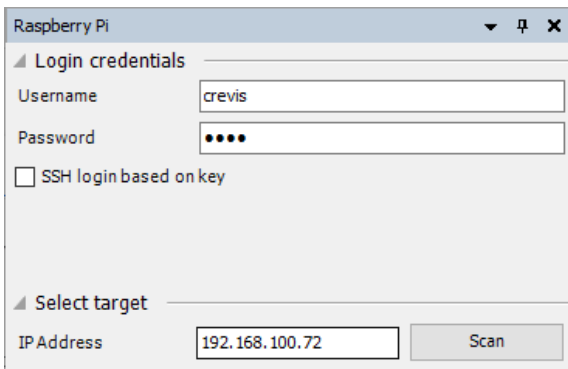 Raspberry Pi
Login credentials
Username crevis
Password ●●●●
SSH login based on key
Select target
IP Address 192.168.100.72 Scan